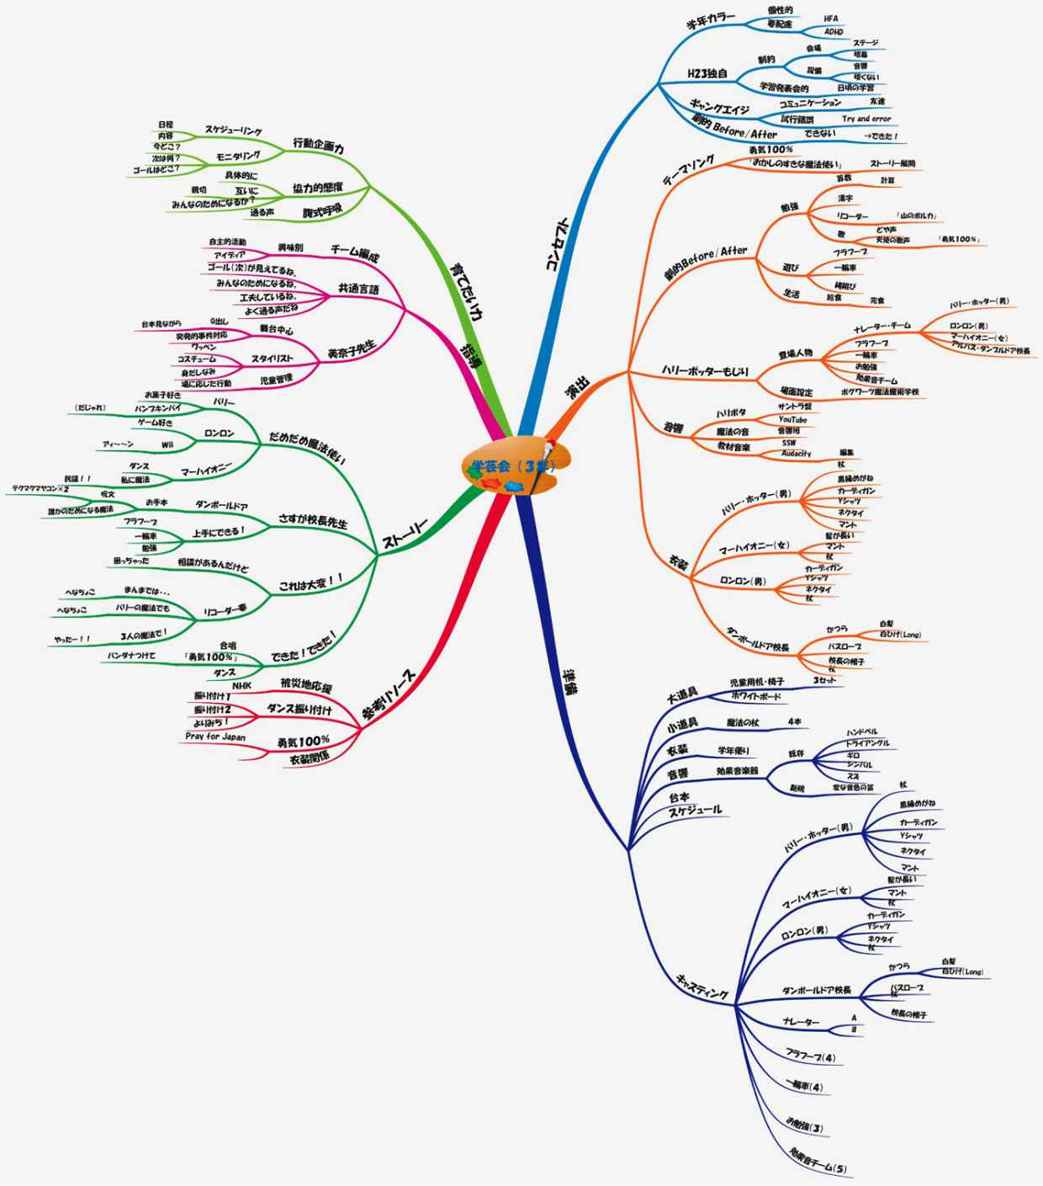 学芸会（3年）
コンセプト
学年カラー
個性的
要配慮
HFA
ADHD
H23独自
制約
会場
ステージ
暗幕
設備
音響
暗くない
学習発表会的
日頃の学習
ギャングエイジ
コミュニケーション
友達
試行錯誤
Try and error
劇的 Before/After
できない
→できた！
演出
テーマソング
勇気100%
「おかしのすきな魔法使い」
ストーリー展開
劇的Before/After
勉強
算数
計算
漢字
リコーダー
「山のポルカ」
歌
どや声
天使の歌声
「勇気100%」
遊び
フラフープ
一輪車
縄跳び
生活
給食
完食
ハリーポッターもじり
登場人物
ナレーター・チーム
バリー・ホッター(男)
ロンロン(男)
マーハイオニー(女)
アルバス・ダンブルドア校長
フラフープ
一輪車
お勉強
効果音チーム
場面設定
ボクワーツ魔法魔術学校
音響
ハリポタ
サントラ盤
YouTube
魔法の音
音響班
教材音楽
SSW
Audacity
編集
衣装
バリー・ホッター(男)
杖
黒縁めがね
カーディガン
Yシャツ
ネクタイ
マント
マーハイオニー(女)
髪が長い
マント
杖
ロンロン(男)
カーディガン
Yシャツ
ネクタイ
杖
ダンボールドア校長
かつら
白髪
白ひげ(Long)
バスローブ
校長の帽子
杖
準備
大道具
児童用机・椅子
3セット
ホワイトボード
小道具
魔法の杖
4本
衣装
学年便り
音響
効果音楽器
既存
ハンドベル
トライアングル
ギロ
シンバル
スズ
新規
変な音色の笛
台本
スケジュール
キャスティング
バリー・ホッター(男)
杖
黒縁めがね
カーディガン
Yシャツ
ネクタイ
マント
マーハイオニー(女)
髪が長い
マント
杖
ロンロン(男)
カーディガン
Yシャツ
ネクタイ
杖
ダンボールドア校長
かつら
白髪
白ひげ(Long)
バスローブ
杖
校長の帽子
ナレーター
A
B
フラフープ(4)
一輪車(4)
お勉強(3)
効果音チーム(5)
育てたい力
行動企画力
スケジューリング
日程
内容
モニタリング
今どこ？
次は何？
ゴールはどこ？
協力的態度
具体的に
互いに
親切
みんなのためになるか？
腹式呼吸
通る声
指導
チーム編成
興味別
自主的活動
アイディア
共通言語
ゴール(次)が見えてるね。
みんなのためになるね。
工夫しているね。
よく通る声だね
美奈子先生
舞台中心
Q出し
台本見ながら
突発的事件対応
スタイリスト
ワッペン
コスチューム
身だしなみ
児童管理
場に応じた行動
ストーリー
だめだめ魔法使い
バリー
お菓子好き
パンプキンパイ
（だじゃれ）
ロンロン
ゲーム好き
Wii
アィ～～ン
マーハイオニー
ダンス
私に魔法
民謡！！
さすが校長先生
ダンボールドア
お手本
呪文
テクマクマヤコン×2
誰かのためになる魔法
上手にできる！
フラフープ
一輪車
勉強
これは大変！！
相談があるんだけど
困っちゃった
リコーダー奏
まんまでは・・・
へなちょこ
バリーの魔法でも
へなちょこ
3人の魔法で！
やったー！！
できた！できた！
合唱
「勇気100%」
バンダナつけて
ダンス
参考リソース
被災地応援
NHK
ダンス振り付け
振り付け1
振り付け2
よりみち！
勇気100%
Pray for Japan
衣装関係